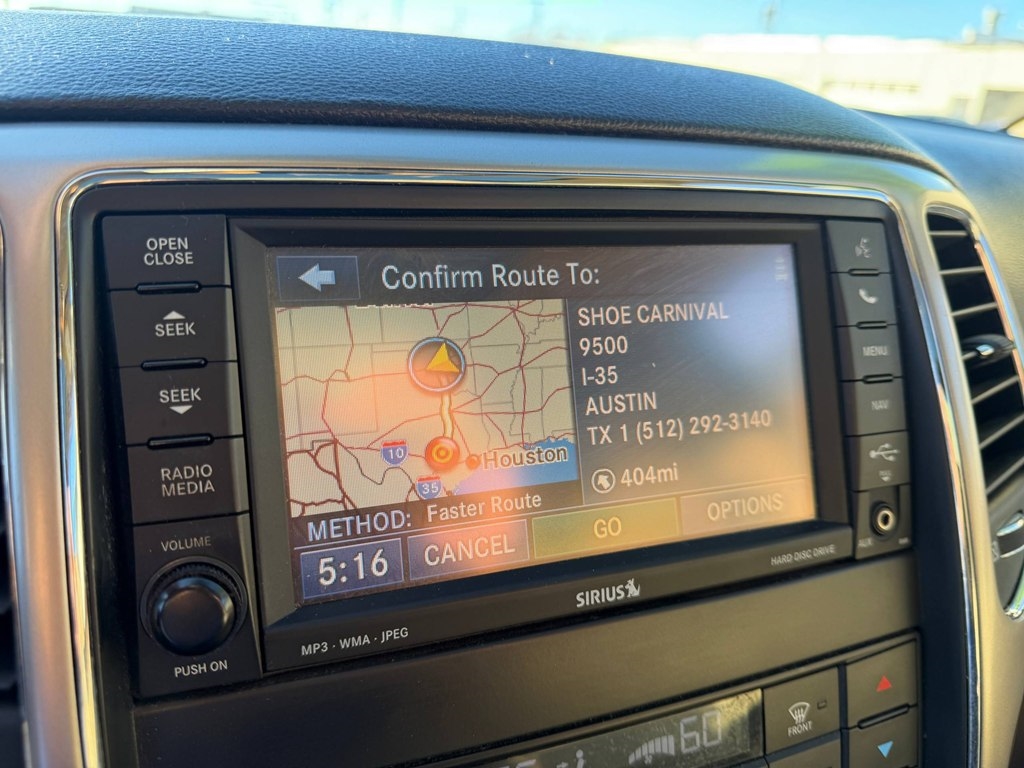 OPEN
CLOSE
SEEK
SEEK
RADIO
MEDIA
VOLUME
PUSH ON
Confirm Route To:
SHOE CARNIVAL
9500
I-35
AUSTIN
TX 1 (512) 292-3140
404mi
10
Houston
35
METHOD: Faster Route
5:16
CANCEL
GO
OPTIONS
MP3 · WMA · JPEG
SIRIUS
HARD DISC DRIVE
MENU
NAV
AUX
60
FRONT